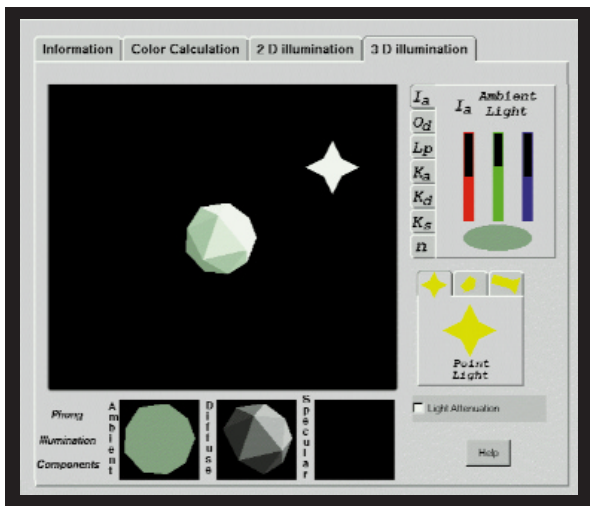 Information
Color Calculation
2 D illumination
3 D illumination
Ia
Od
Lp
Ka
Kd
Ks
n
Ia
Ambient
Light
Point
Light
Light Attenuation
Help
Phong
Illumination
Components
Ambient
Diffuse
Specular